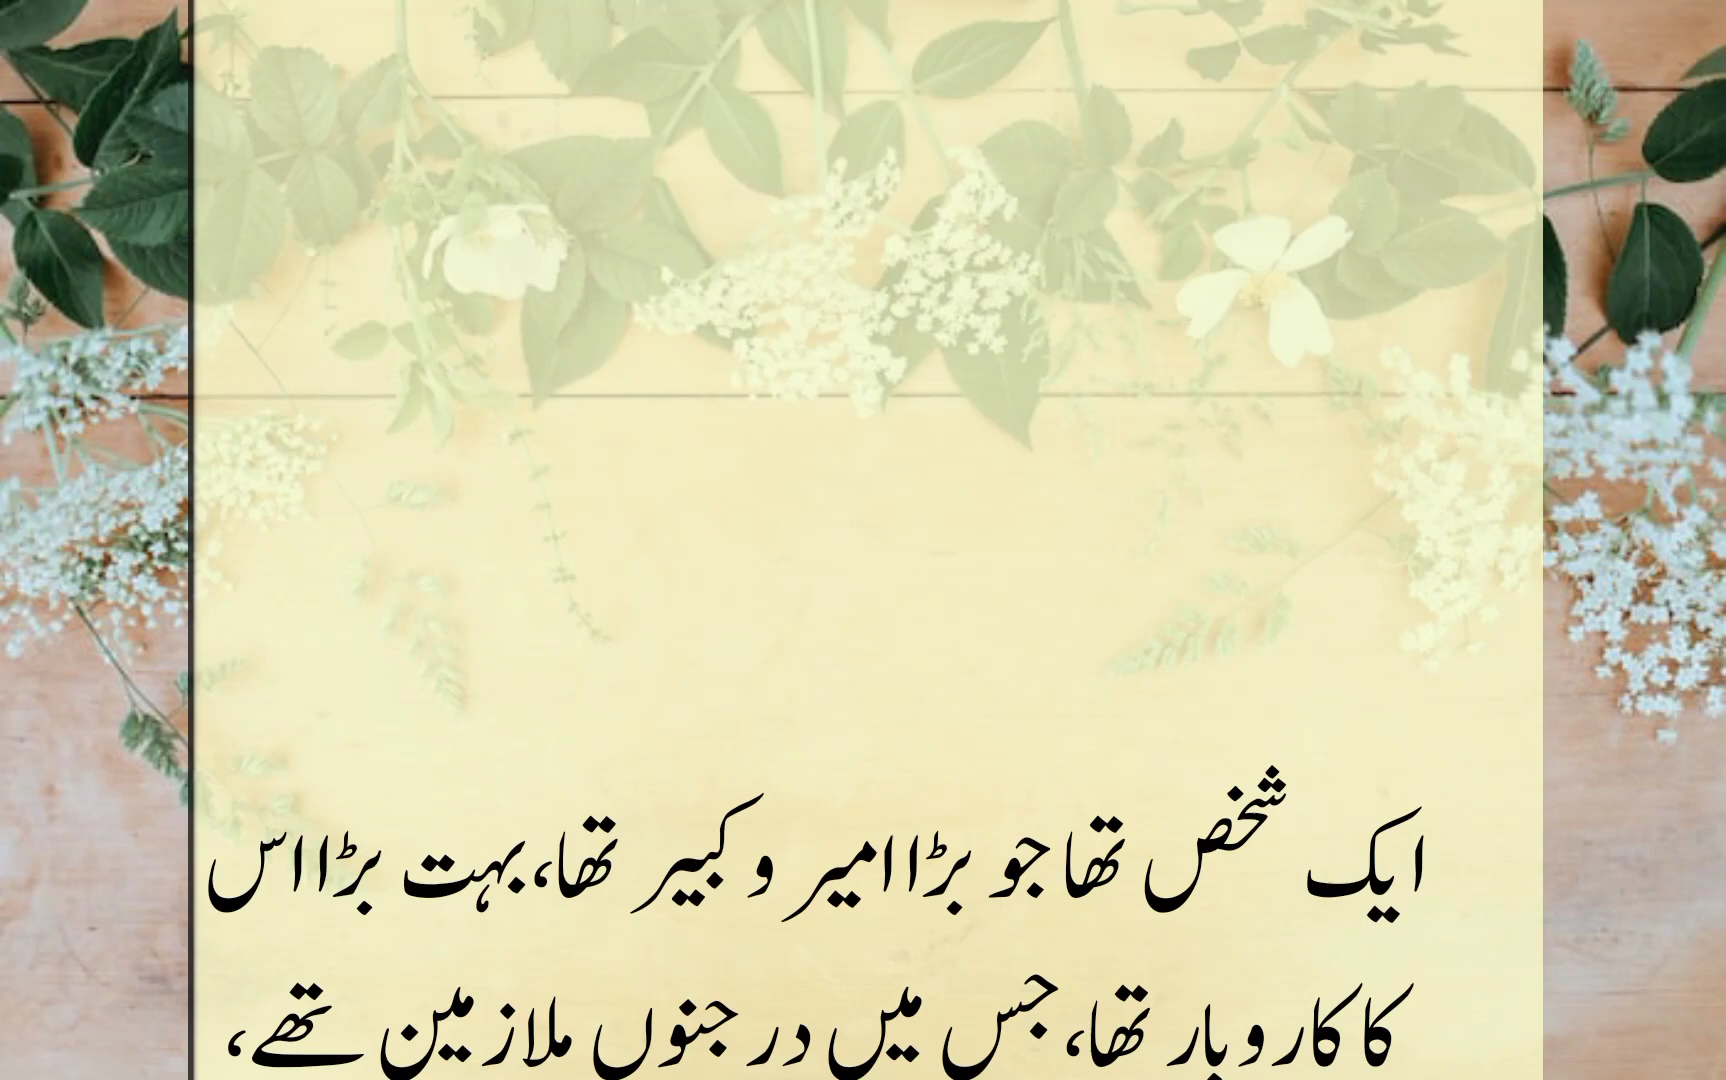 ایک شخص تھا جو بڑا امیر و کبیر تھا، بہت بڑا اس
کا کاروبار تھا، جس میں درجنوں ملازمین تھے،